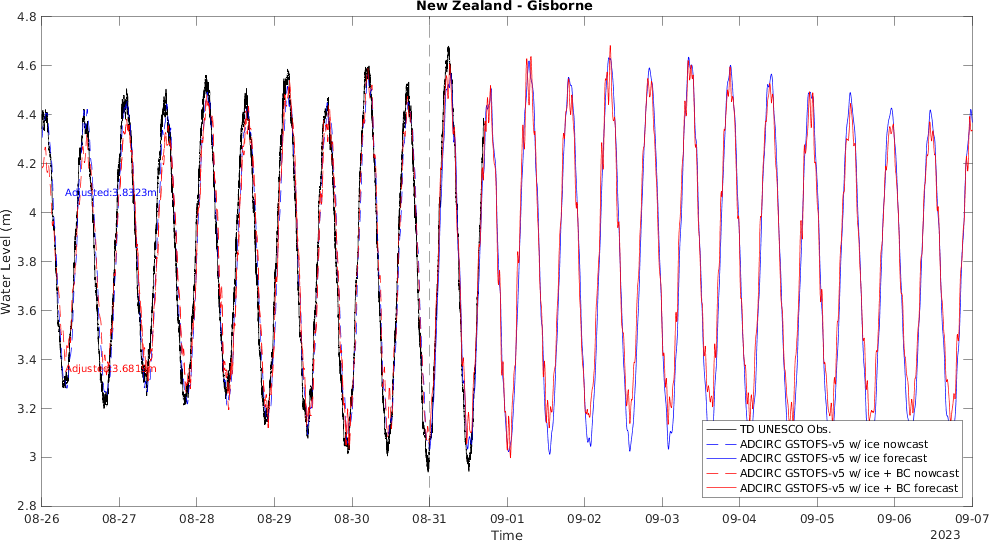 New Zealand - Gisborne
Water Level (m)
4.8
4.6
4.4
4.2
4
3.8
3.6
3.4
3.2
3
2.8
Adjusted:3.8323m
TD UNESCO Obs.
ADCIRC GSTOFS-v5 w/ ice nowcast
ADCIRC GSTOFS-v5 w/ ice forecast
ADCIRC GSTOFS-v5 w/ ice + BC nowcast
ADCIRC GSTOFS-v5 w/ ice + BC forecast
08-26 08-27 08-28 08-29 08-30 08-31 09-01 09-02 09-03 09-04 09-05 09-06 09-07
Time
2023